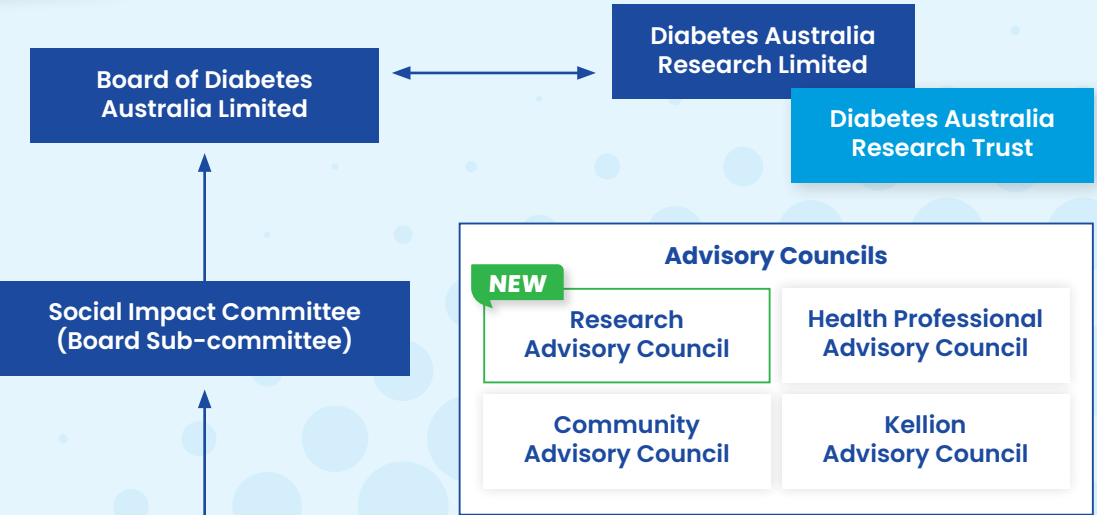 Board of Diabetes
Australia Limited
Diabetes Australia
Research Limited
Diabetes Australia
Research Trust
Social Impact Committee
(Board Sub-committee)
Advisory Councils
NEW
Research
Advisory Council
Health Professional
Advisory Council
Community
Advisory Council
Kellion
Advisory Council